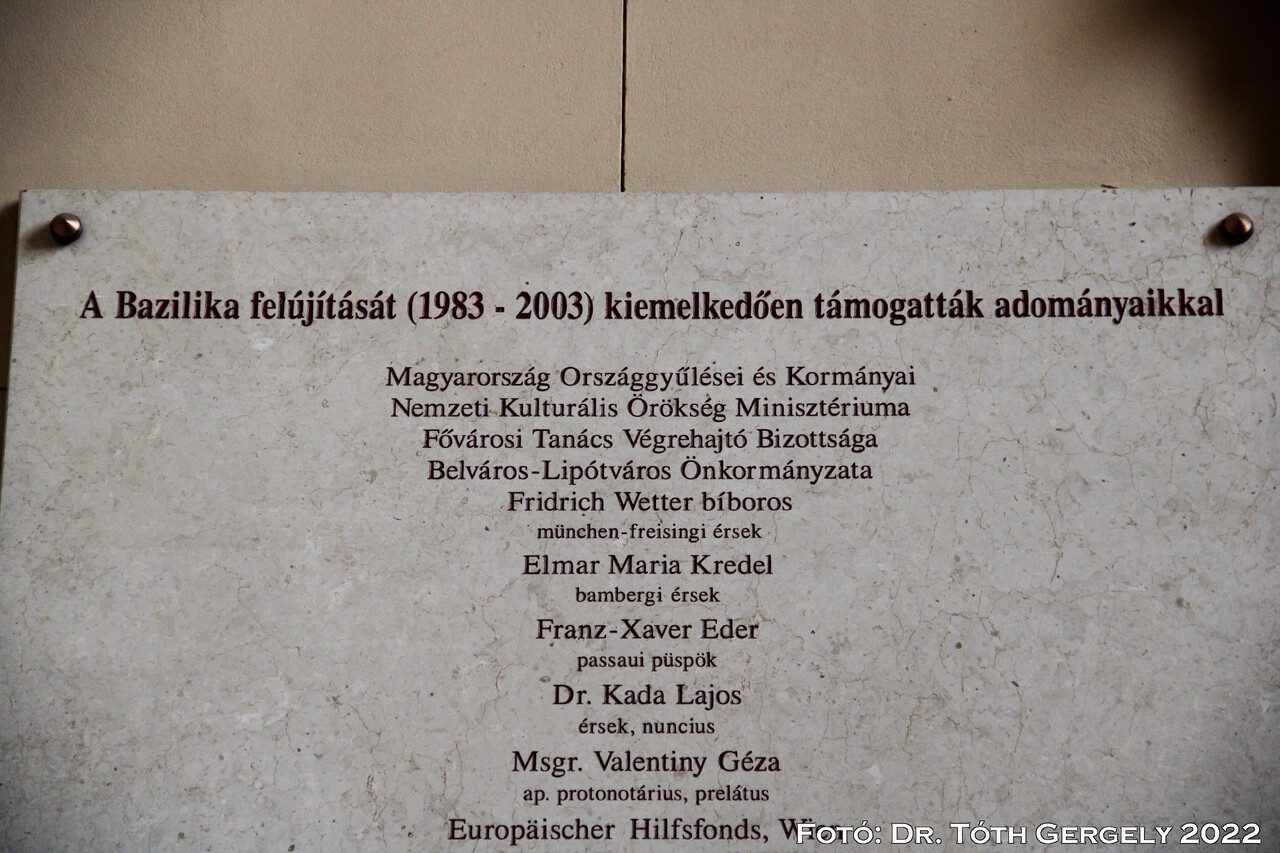 A Bazilika felújítását (1983 - 2003) kiemelkedően támogatták adományaikkal
Magyarország Országgyűlései és Kormányai
Nemzeti Kulturális Örökség Minisztériuma
Fővárosi Tanács Végrehajtó Bizottsága
Belváros-Lipótváros Önkormányzata
Fridrich Wetter bíboros
münchen-freisingi érsek
Elmar Maria Kredel
bambergi érsek
Franz-Xaver Eder
passaui püspök
Dr. Kada Lajos
érsek, nuncius
Msgr. Valentiny Géza
ap. protonotárius, prelátus
Europäischer Hilfsfonds,
Fotó: Dr. Tóth Gergely 2022